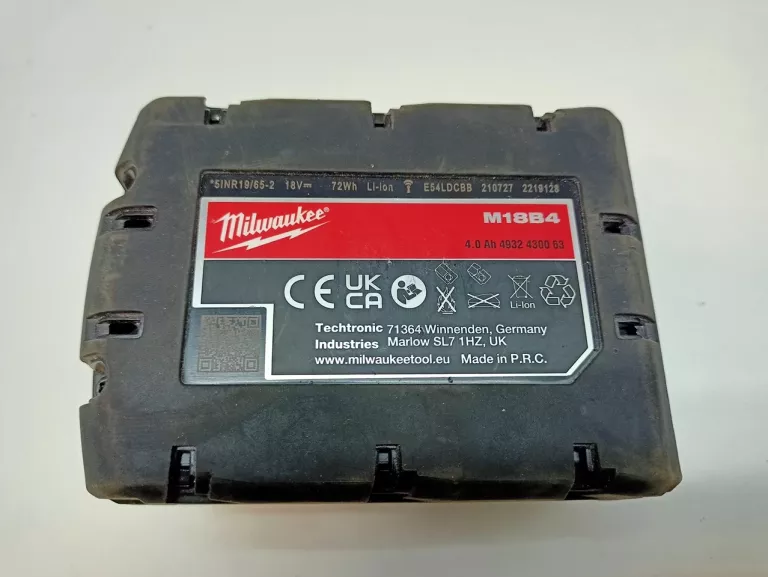 *5INR19/65-2 18V⎓ 72Wh Li-ion E54LDCBB 210727 2219128
Milwaukee
M18B4
4.0 Ah 4932 4300 63
CE UK
CA
Li-Ion
Techtronic 71364 Winnenden, Germany
Industries Marlow SL7 1HZ, UK
www.milwaukeetool.eu Made in P.R.C.